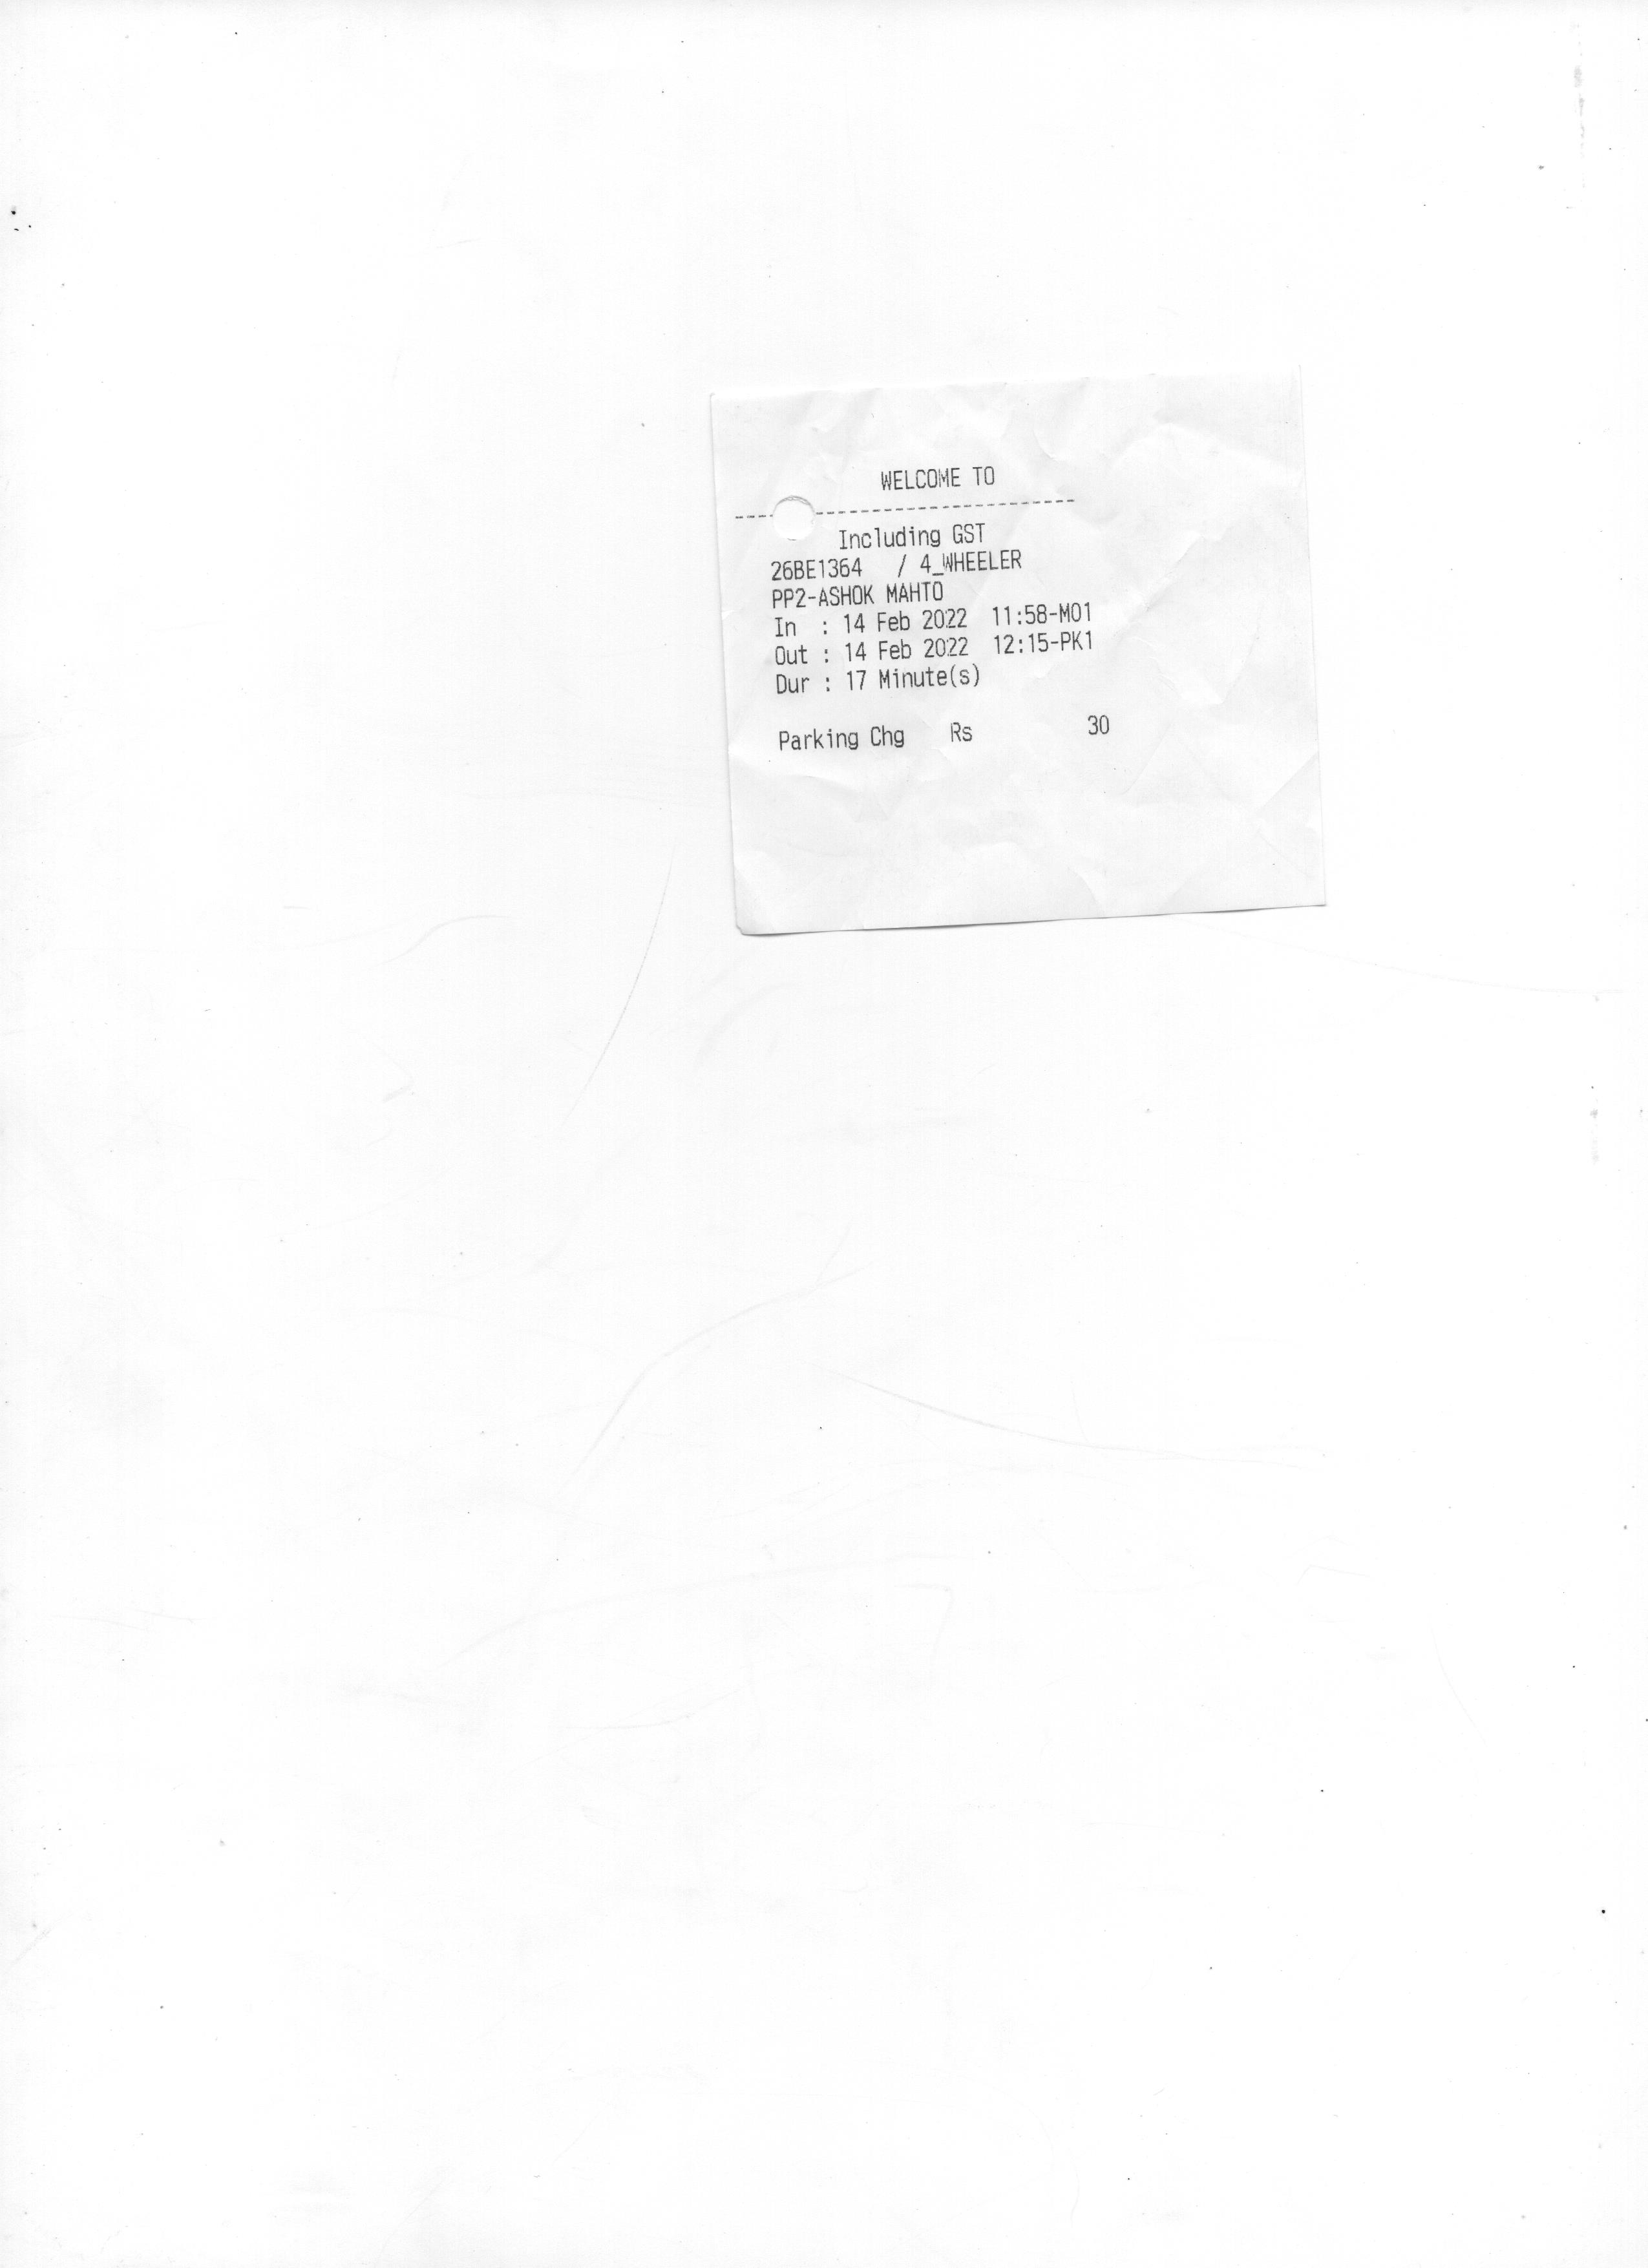 WELCOME TO
Including GST
26BE1364 / 4_WHEELER
PP2-ASHOK MAHTO
In : 14 Feb 2022 11:58-M01
Out : 14 Feb 2022 12:15-PK1
Dur : 17 Minute(s)
Parking Chg Rs 30